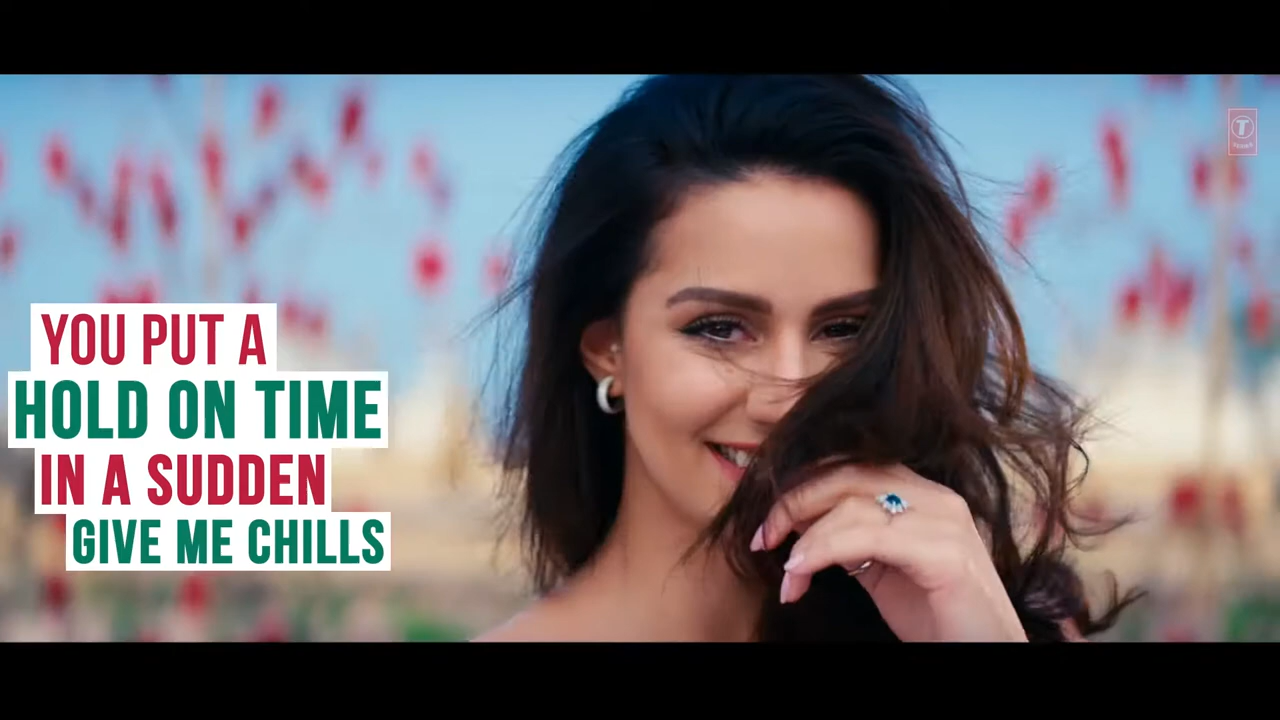 YOU PUT A
HOLD ON TIME
IN A SUDDEN
GIVE ME CHILLS
T